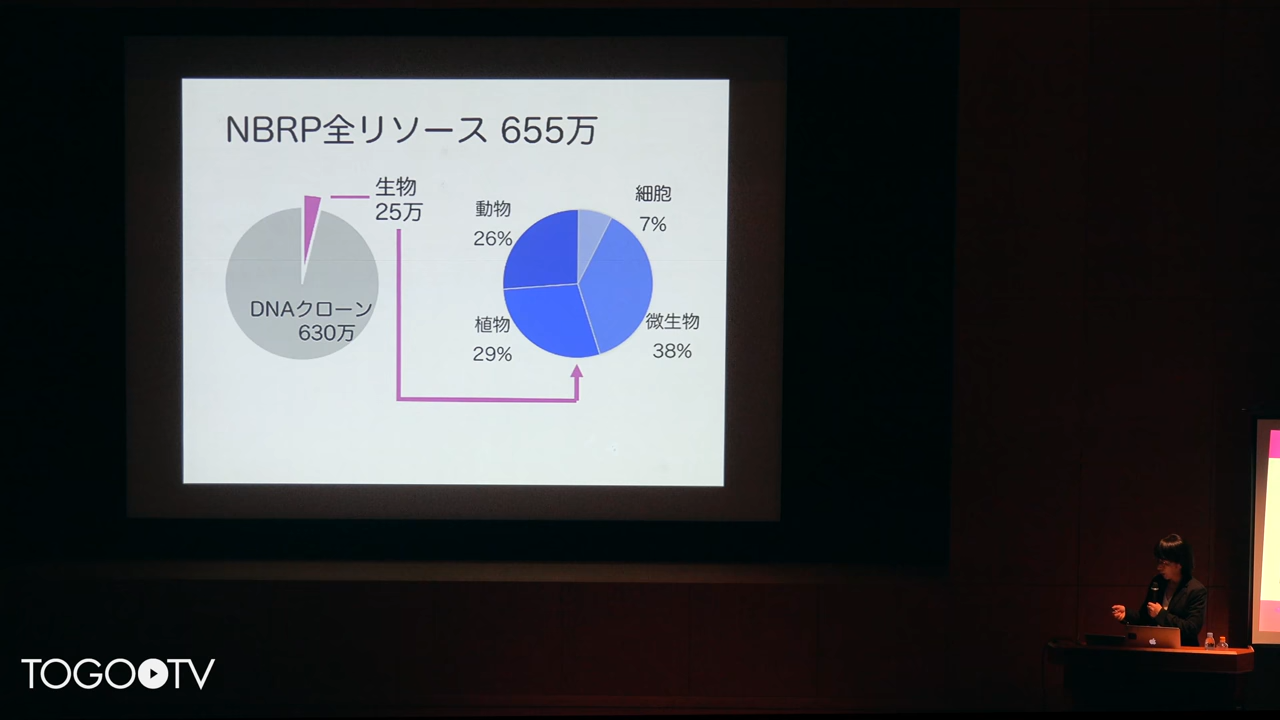 NBRP全リソース 655万
生物
25万
DNAクローン
630万
動物
26%
細胞
7%
植物
29%
微生物
38%
TOGOTV